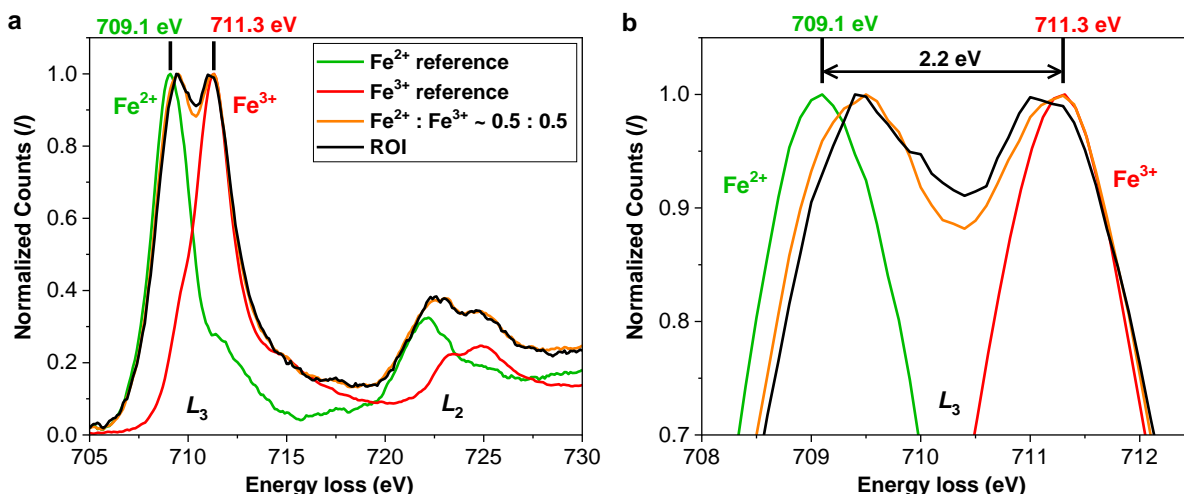 a
709.1 eV
711.3 eV
Fe²⁺
Fe³⁺
Fe²⁺ reference
Fe³⁺ reference
Fe²⁺ : Fe³⁺ ~ 0.5 : 0.5
ROI
1.0
0.8
0.6
0.4
0.2
0.0
Normalized Counts (/)
L₃
L₂
705
710
715
720
725
730
Energy loss (eV)
b
709.1 eV
711.3 eV
2.2 eV
Fe²⁺
Fe³⁺
1.0
0.9
0.8
0.7
Normalized Counts (/)
L₃
708
709
710
711
712
Energy loss (eV)